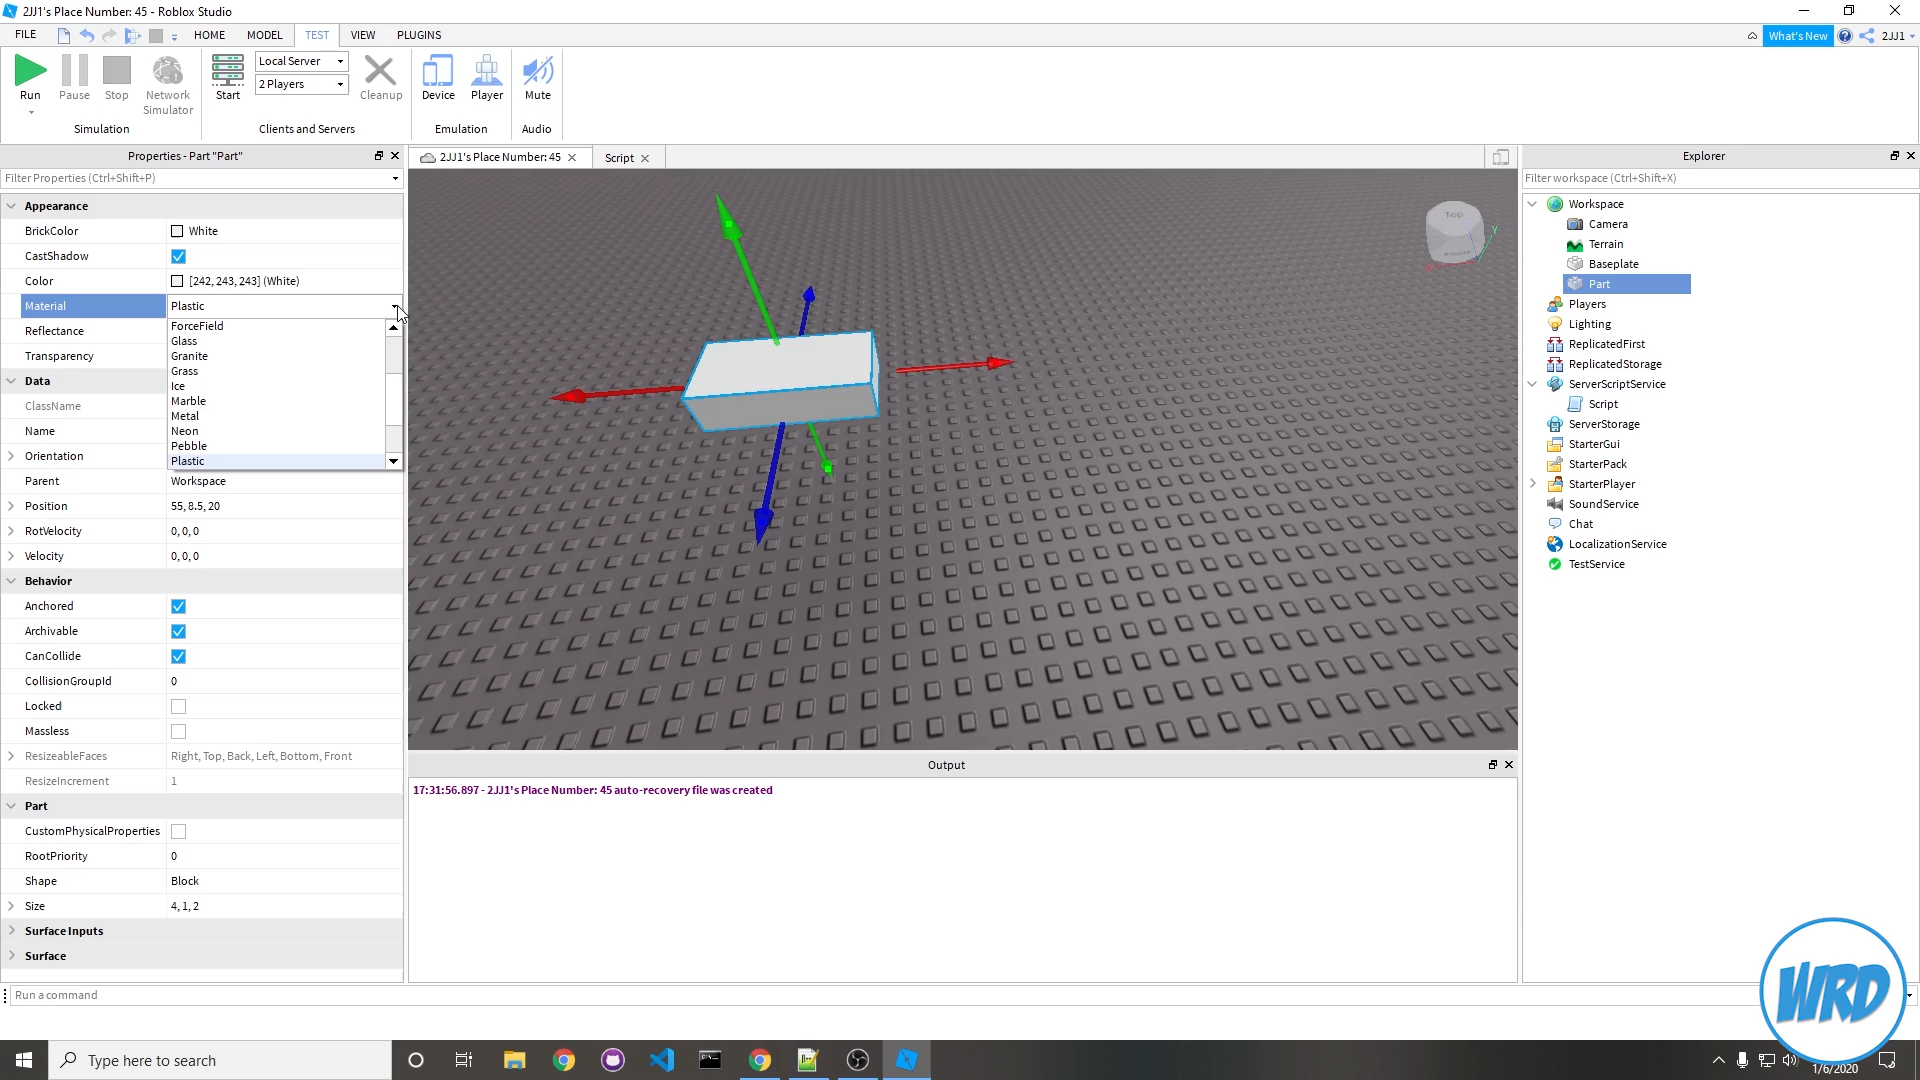 2JJ1's Place Number: 45 - Roblox Studio
FILE HOME MODEL TEST VIEW PLUGINS What's New 2JJ1
Run Pause Stop Network Simulator
Simulation
Start Local Server 2 Players Cleanup
Clients and Servers
Device Player
Emulation
Mute
Audio
Properties - Part "Part"
Filter Properties (Ctrl+Shift+P)
Appearance
BrickColor White
CastShadow
Color [242, 243, 243] (White)
Material Plastic
Reflectance
Transparency
ForceField
Glass
Granite
Grass
Ice
Marble
Metal
Neon
Pebble
Plastic
Data
ClassName
Name
Orientation
Parent Workspace
Position 55, 8.5, 20
RotVelocity 0, 0, 0
Velocity 0, 0, 0
Behavior
Anchored
Archivable
CanCollide
CollisionGroupId 0
Locked
Massless
ResizeableFaces Right, Top, Back, Left, Bottom, Front
ResizeIncrement 1
Part
CustomPhysicalProperties
RootPriority 0
Shape Block
Size 4, 1, 2
Surface Inputs
Surface
2JJ1's Place Number: 45 Script
Top
Y
Output
17:31:56.897 - 2JJ1's Place Number: 45 auto-recovery file was created
Explorer
Filter workspace (Ctrl+Shift+X)
Workspace
Camera
Terrain
Baseplate
Part
Players
Lighting
ReplicatedFirst
ReplicatedStorage
ServerScriptService
Script
ServerStorage
StarterGui
StarterPack
StarterPlayer
SoundService
Chat
LocalizationService
TestService
Run a command
WRD
Type here to search
1/6/2020